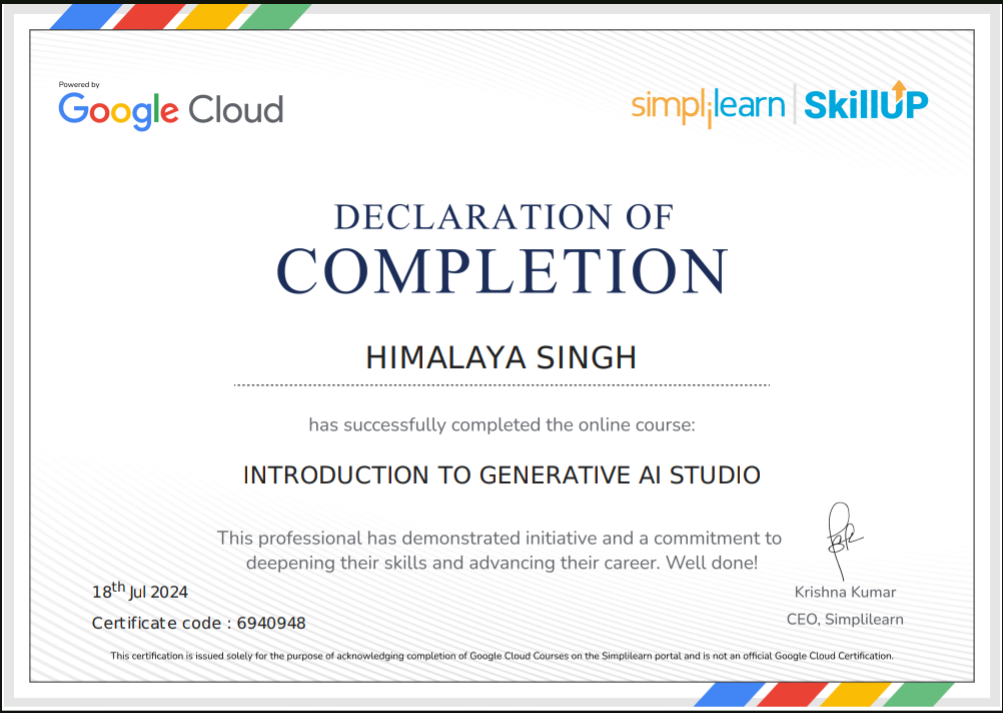 Powered by
Google Cloud
simplilearn | SkillUP
DECLARATION OF
COMPLETION
HIMALAYA SINGH
has successfully completed the online course:
INTRODUCTION TO GENERATIVE AI STUDIO
This professional has demonstrated initiative and a commitment to
deepening their skills and advancing their career. Well done!
18th Jul 2024
Certificate code : 6940948
Krishna Kumar
CEO, Simplilearn
This certification is issued solely for the purpose of acknowledging completion of Google Cloud Courses on the Simplilearn portal and is not an official Google Cloud Certification.